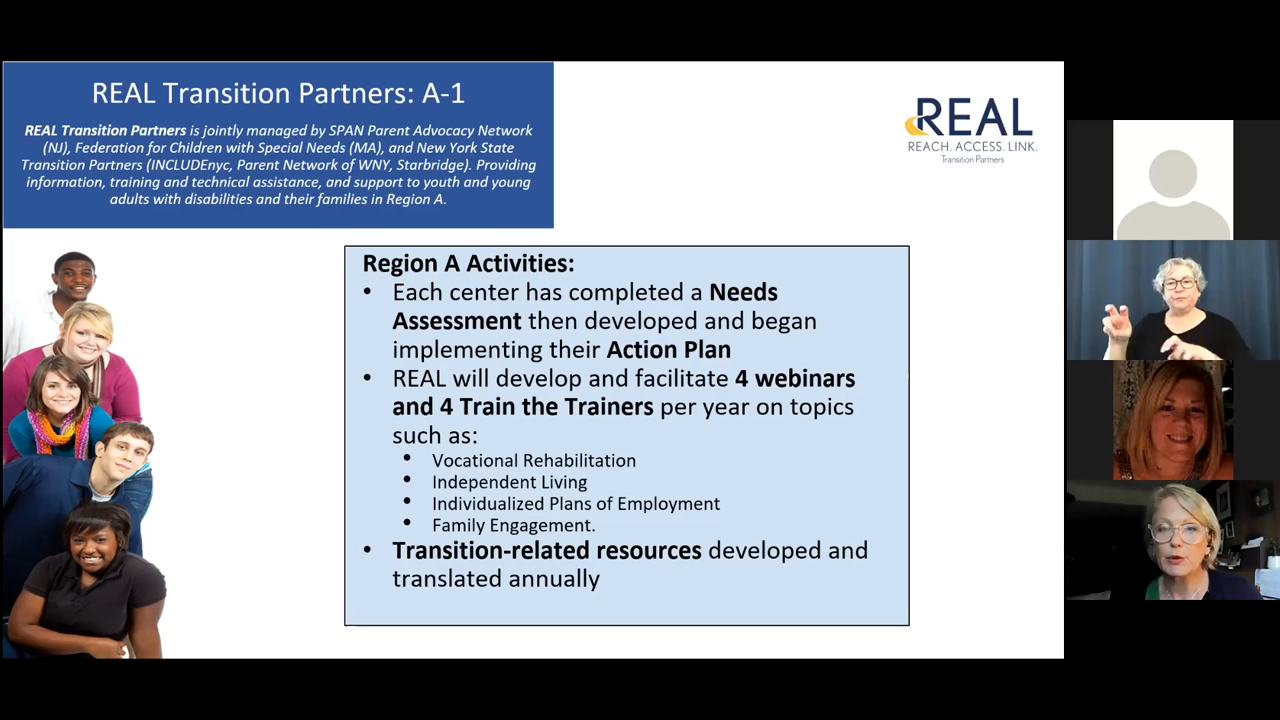 REAL Transition Partners: A-1
REAL Transition Partners is jointly managed by SPAN Parent Advocacy Network
(NJ), Federation for Children with Special Needs (MA), and New York State
Transition Partners (INCLUDEnyc, Parent Network of WNY, Starbridge). Providing
information, training and technical assistance, and support to youth and young
adults with disabilities and their families in Region A.
REAL
REACH. ACCESS. LINK.
Transition Partners
Region A Activities:
• Each center has completed a Needs
Assessment then developed and began
implementing their Action Plan
• REAL will develop and facilitate 4 webinars
and 4 Train the Trainers per year on topics
such as:
• Vocational Rehabilitation
• Independent Living
• Individualized Plans of Employment
• Family Engagement.
• Transition-related resources developed and
translated annually